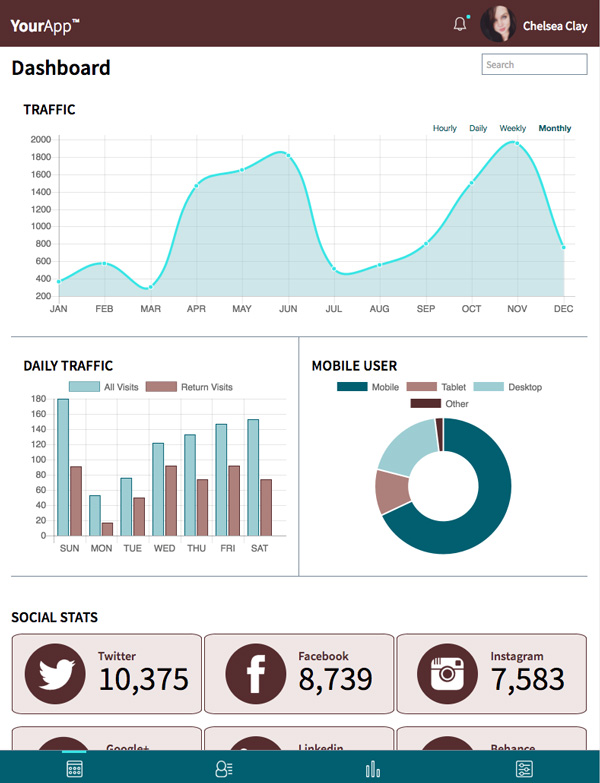 YourApp™
Chelsea Clay
Dashboard
Search
TRAFFIC
Hourly Daily Weekly Monthly
2000
1800
1600
1400
1200
1000
800
600
400
200
JAN FEB MAR APR MAY JUN JUL AUG SEP OCT NOV DEC
DAILY TRAFFIC
All Visits Return Visits
180
160
140
120
100
80
60
40
20
0
SUN MON TUE WED THU FRI SAT
MOBILE USER
Mobile Tablet Desktop
Other
SOCIAL STATS
Twitter
10,375
Facebook
8,739
Instagram
7,583
Google+
Linkedin
Behance